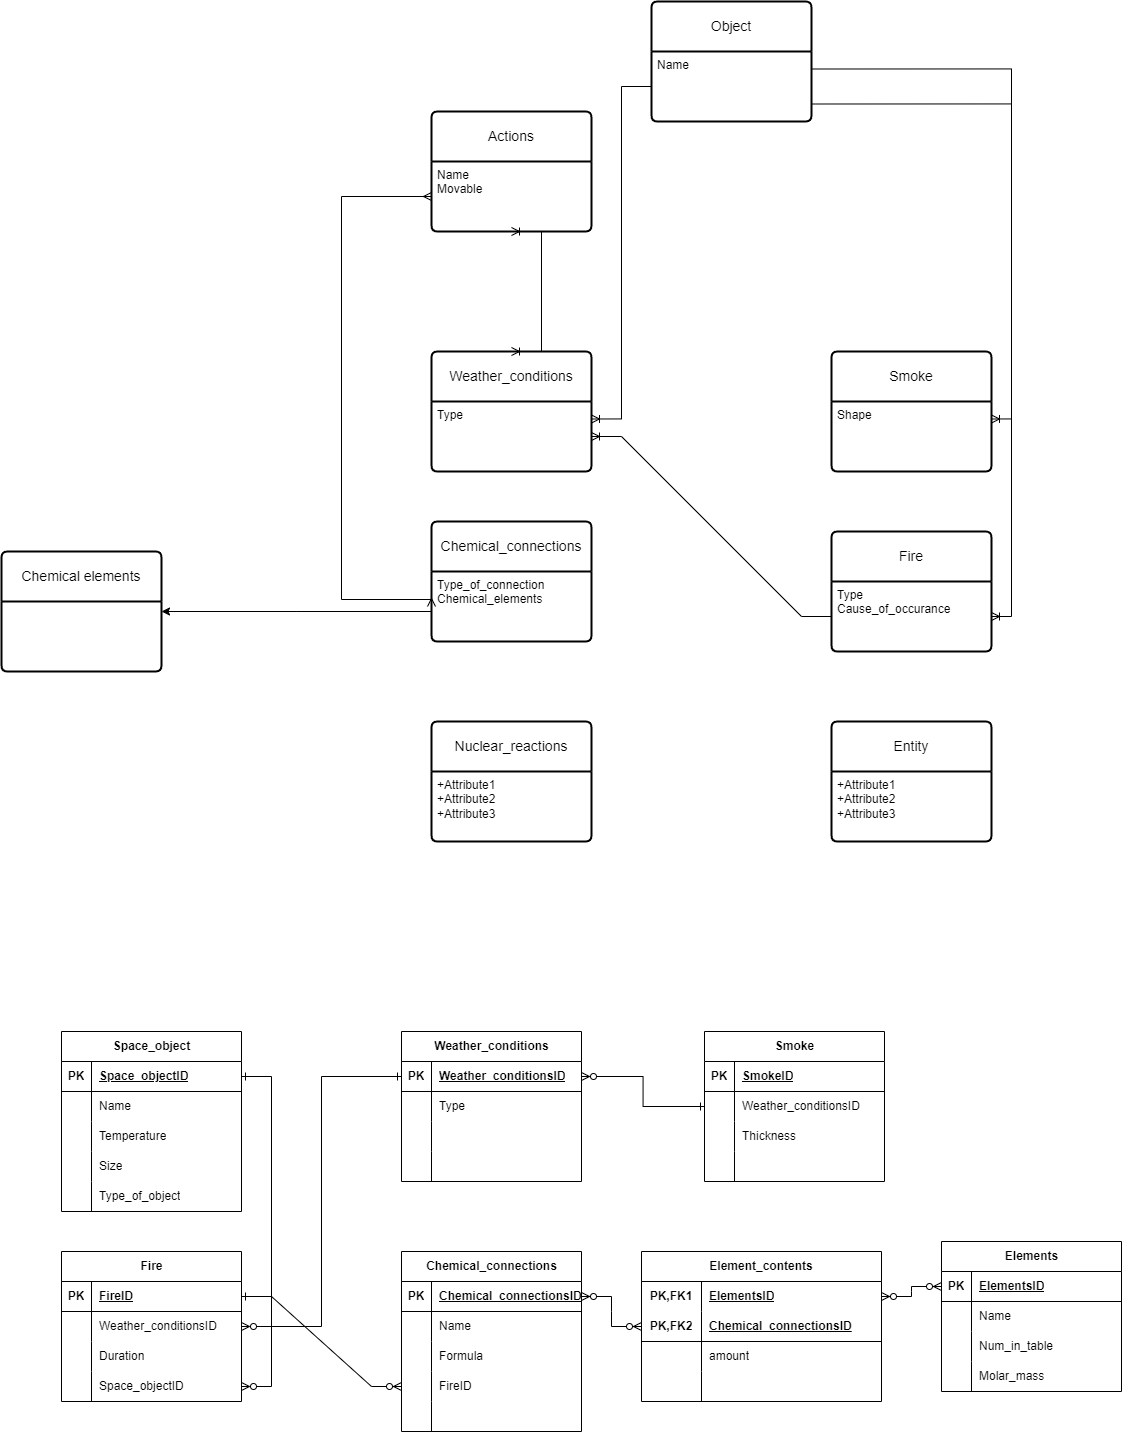 Object
Name
Actions
Name
Movable
Weather_conditions
Type
Smoke
Shape
Chemical_connections
Type_of_connection
Chemical_elements
Chemical elements
Fire
Type
Cause_of_occurance
Nuclear_reactions
+Attribute1
+Attribute2
+Attribute3
Entity
+Attribute1
+Attribute2
+Attribute3
Space_object
PK Space_objectID
Name
Temperature
Size
Type_of_object
Weather_conditions
PK Weather_conditionsID
Type
Smoke
PK SmokeID
Weather_conditionsID
Thickness
Fire
PK FireID
Weather_conditionsID
Duration
Space_objectID
Chemical_connections
PK Chemical_connectionsID
Name
Formula
FireID
Element_contents
PK,FK1 ElementsID
PK,FK2 Chemical_connectionsID
amount
Elements
PK ElementsID
Name
Num_in_table
Molar_mass